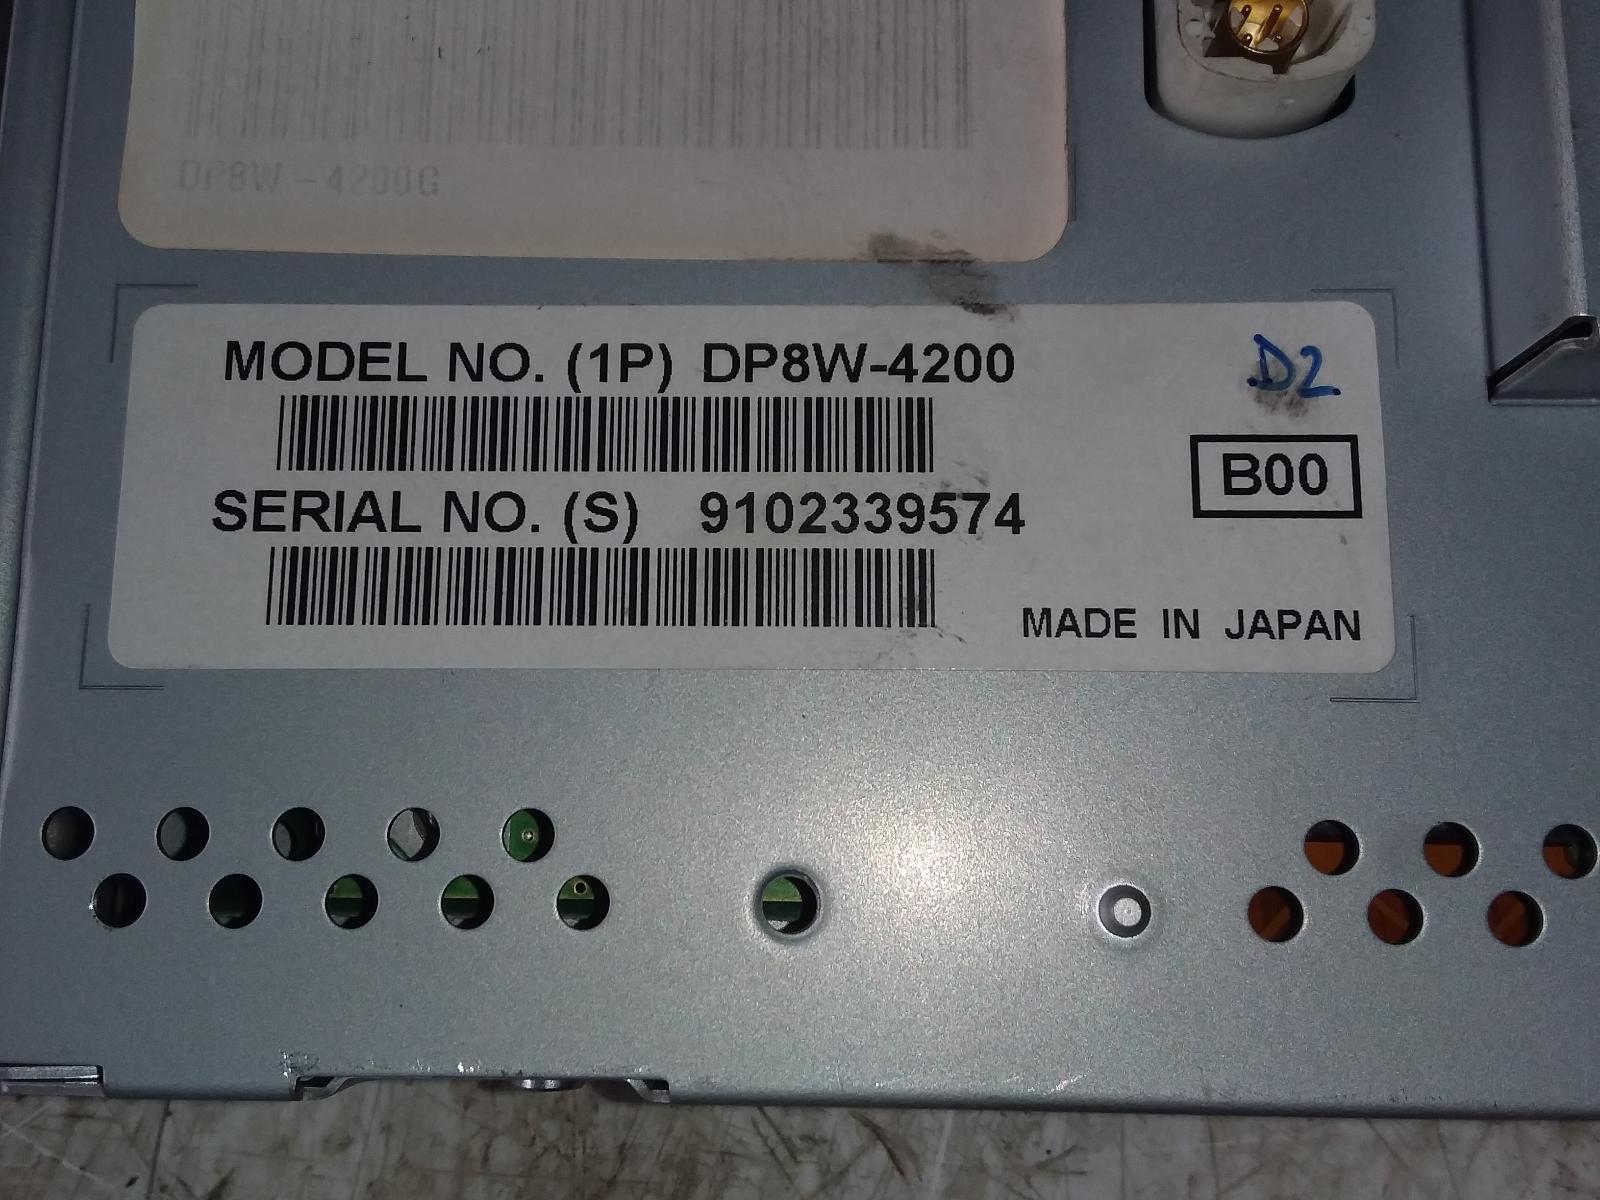 DP8W-4200G
MODEL NO. (1P) DP8W-4200
D2
B00
SERIAL NO. (S) 9102339574
MADE IN JAPAN